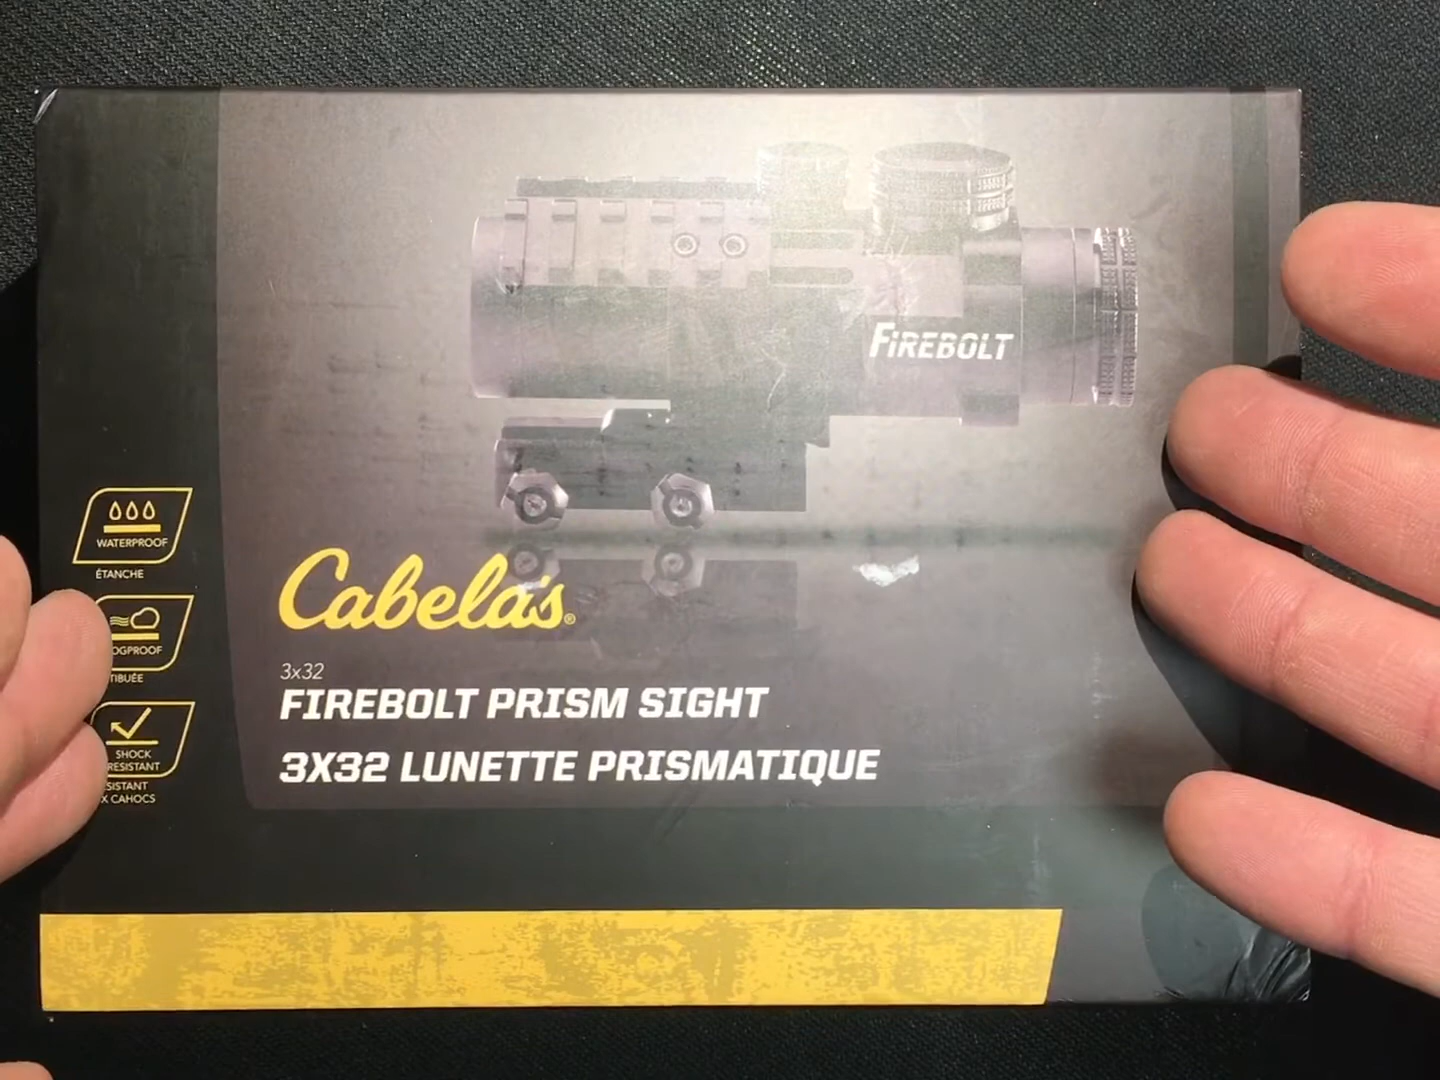 FIREBOLT
WATERPROOF
ÉTANCHE
OGPROOF
TIBUÉE
SHOCK
RESISTANT
SISTANT
X CAHOCS
Cabela's®
3x32
FIREBOLT PRISM SIGHT
3X32 LUNETTE PRISMATIQUE